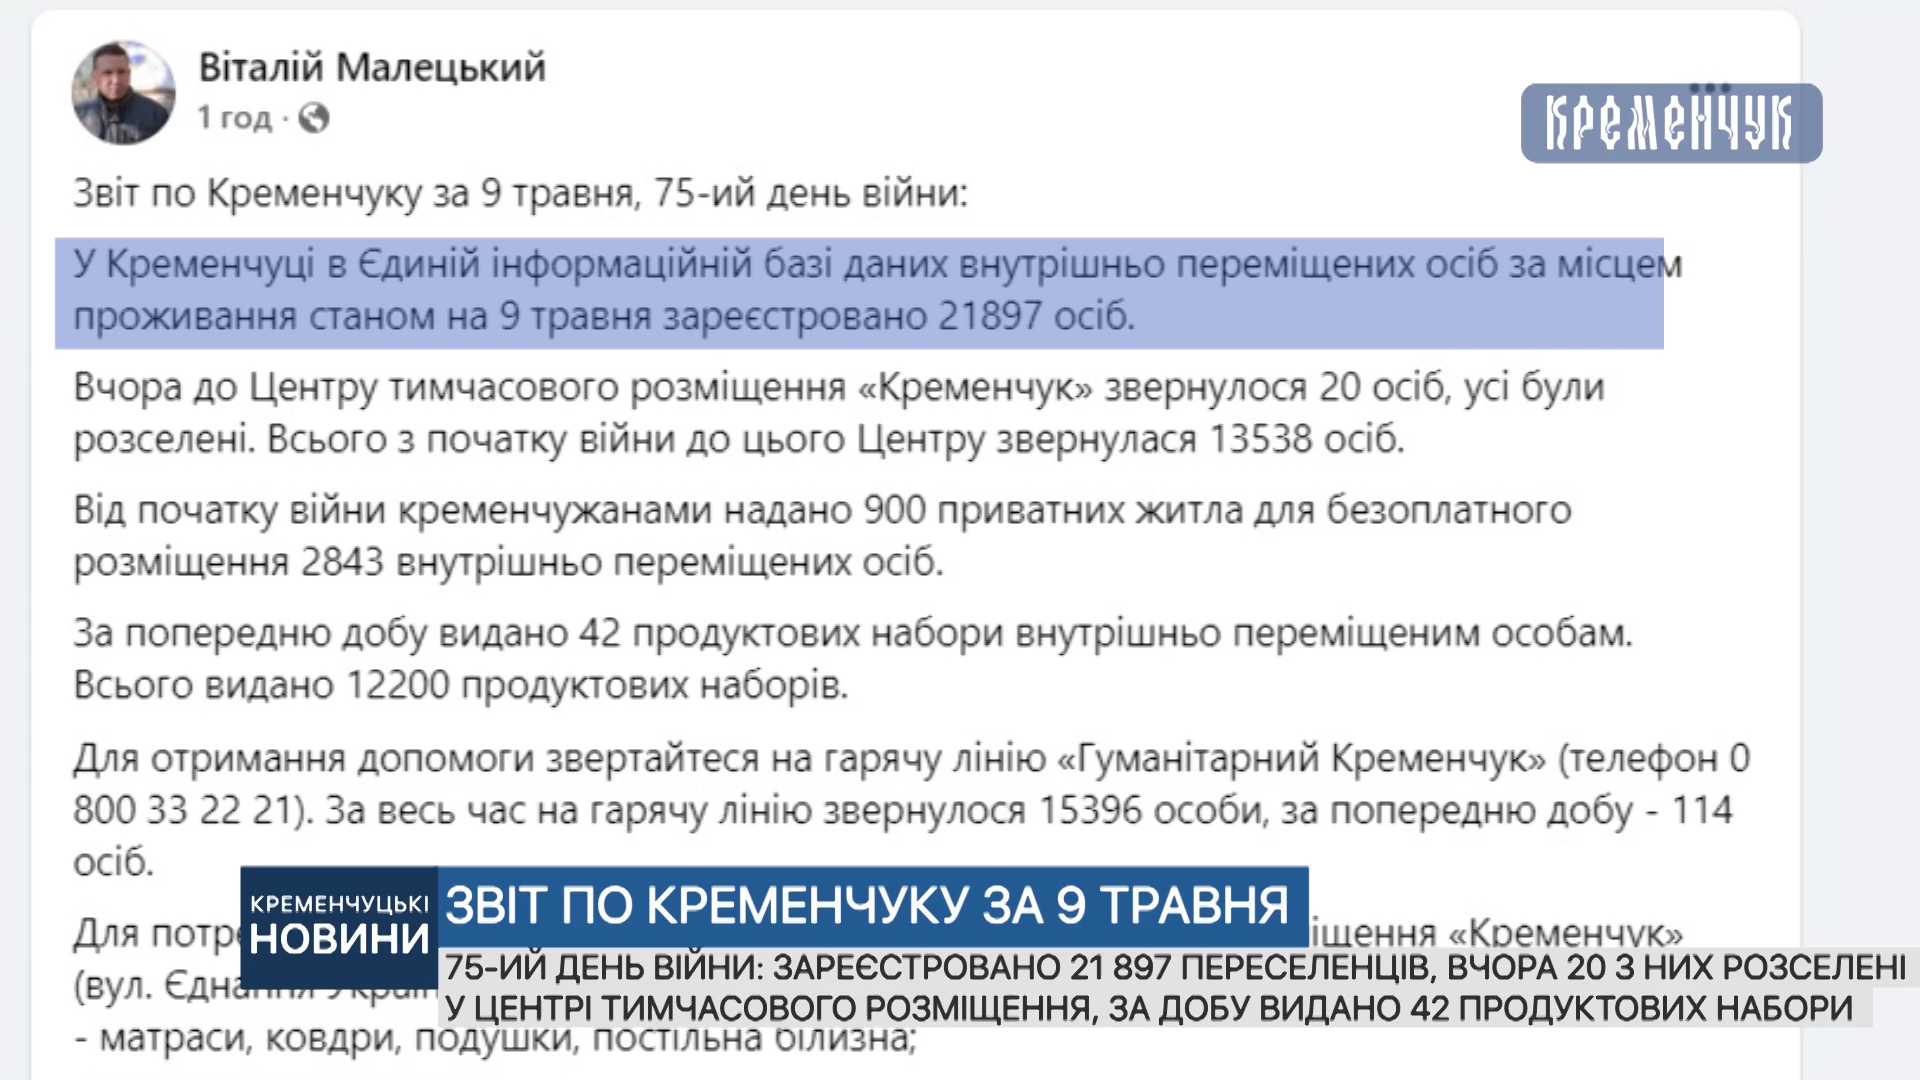 Віталій Малецький
1 год ·
КРЕМЕНЧУК
Звіт по Кременчуку за 9 травня, 75-ий день війни:
У Кременчуці в Єдиній інформаційній базі даних внутрішньо переміщених осіб за місцем
проживання станом на 9 травня зареєстровано 21897 осіб.
Вчора до Центру тимчасового розміщення «Кременчук» звернулося 20 осіб, усі були
розселені. Всього з початку війни до цього Центру звернулася 13538 осіб.
Від початку війни кременчужанами надано 900 приватних житла для безоплатного
розміщення 2843 внутрішньо переміщених осіб.
За попередню добу видано 42 продуктових набори внутрішньо переміщеним особам.
Всього видано 12200 продуктових наборів.
Для отримання допомоги звертайтеся на гарячу лінію «Гуманітарний Кременчук» (телефон 0
800 33 22 21). За весь час на гарячу лінію звернулося 15396 особи, за попередню добу - 114
осіб.
КРЕМЕНЧУЦЬКІ
НОВИНИ
ЗВІТ ПО КРЕМЕНЧУКУ ЗА 9 ТРАВНЯ
75-ИЙ ДЕНЬ ВІЙНИ: ЗАРЕЄСТРОВАНО 21 897 ПЕРЕСЕЛЕНЦІВ, ВЧОРА 20 З НИХ РОЗСЕЛЕНІ
У ЦЕНТРІ ТИМЧАСОВОГО РОЗМІЩЕННЯ, ЗА ДОБУ ВИДАНО 42 ПРОДУКТОВИХ НАБОРИ
Для «Кременчук»
(вул.
- матраси, ковдри, подушки, постільна білизна;